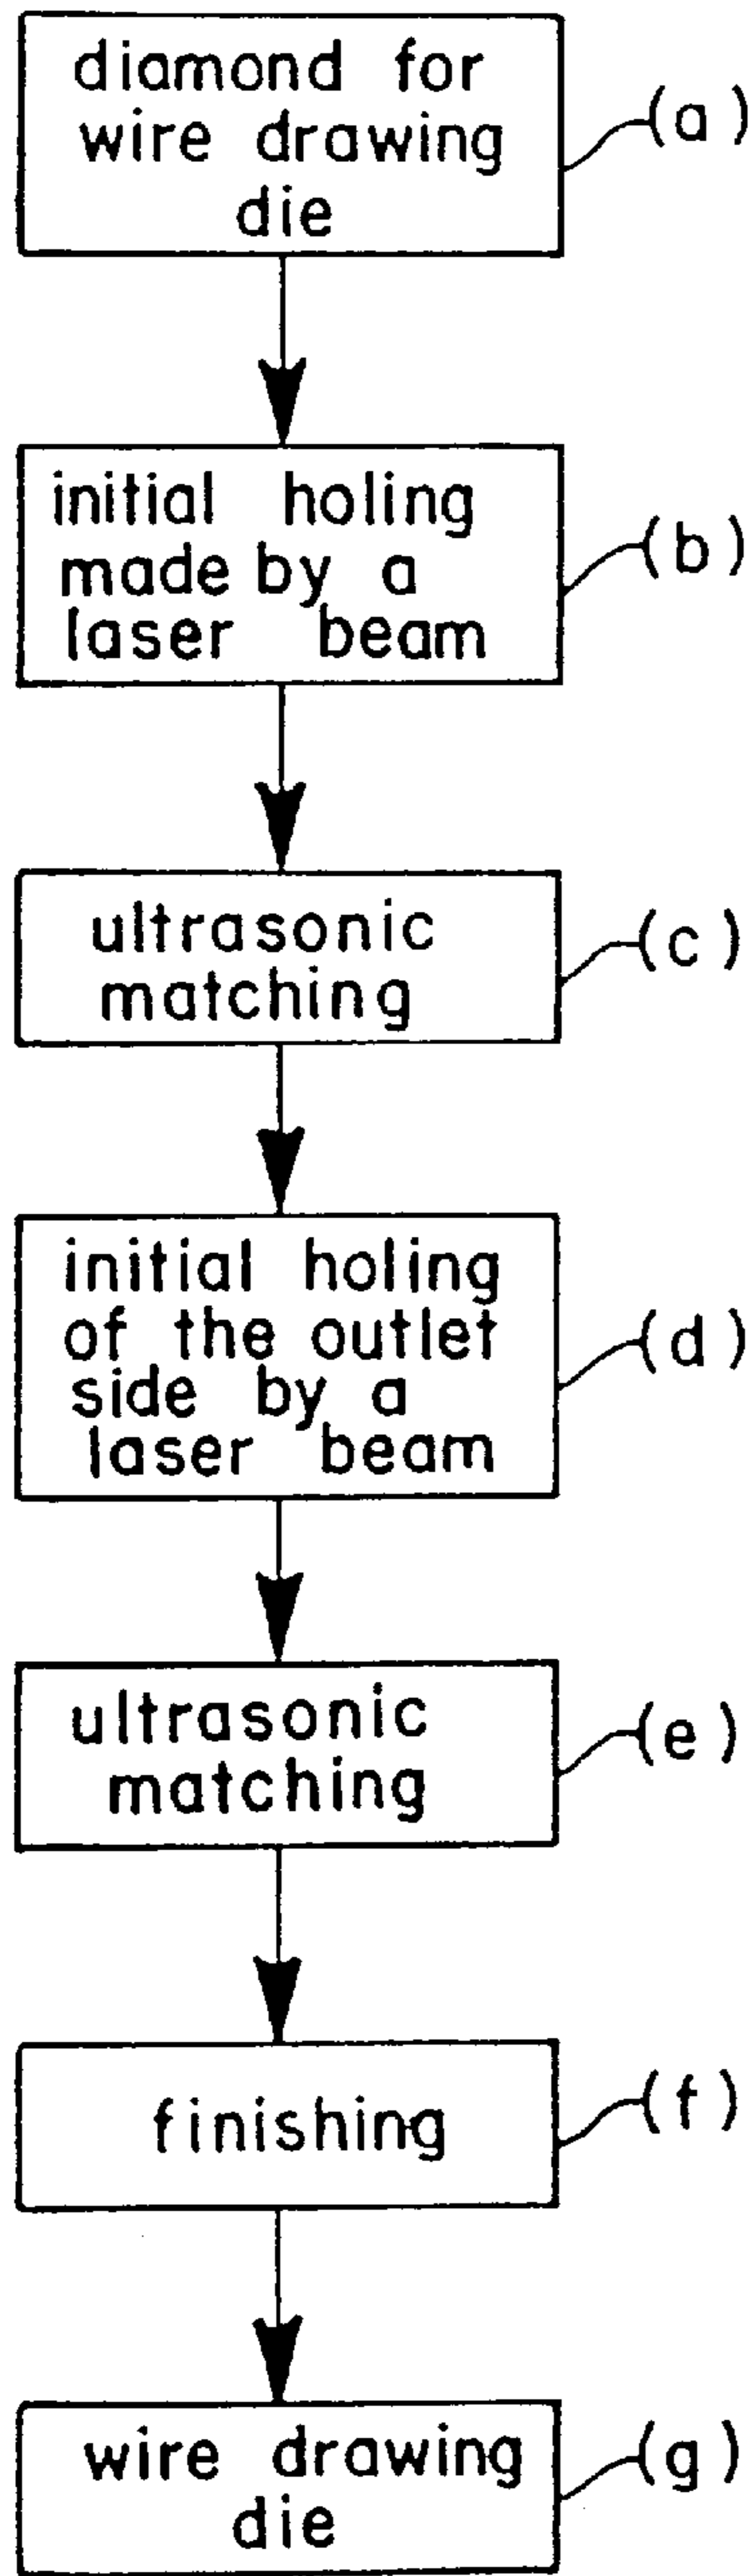 diamond for
wire drawing
die
(a)
initial holing
made by a
laser beam
(b)
ultrasonic
matching
(c)
initial holing
of the outlet
side by a
laser beam
(d)
ultrasonic
matching
(e)
finishing
(f)
wire drawing
die
(g)